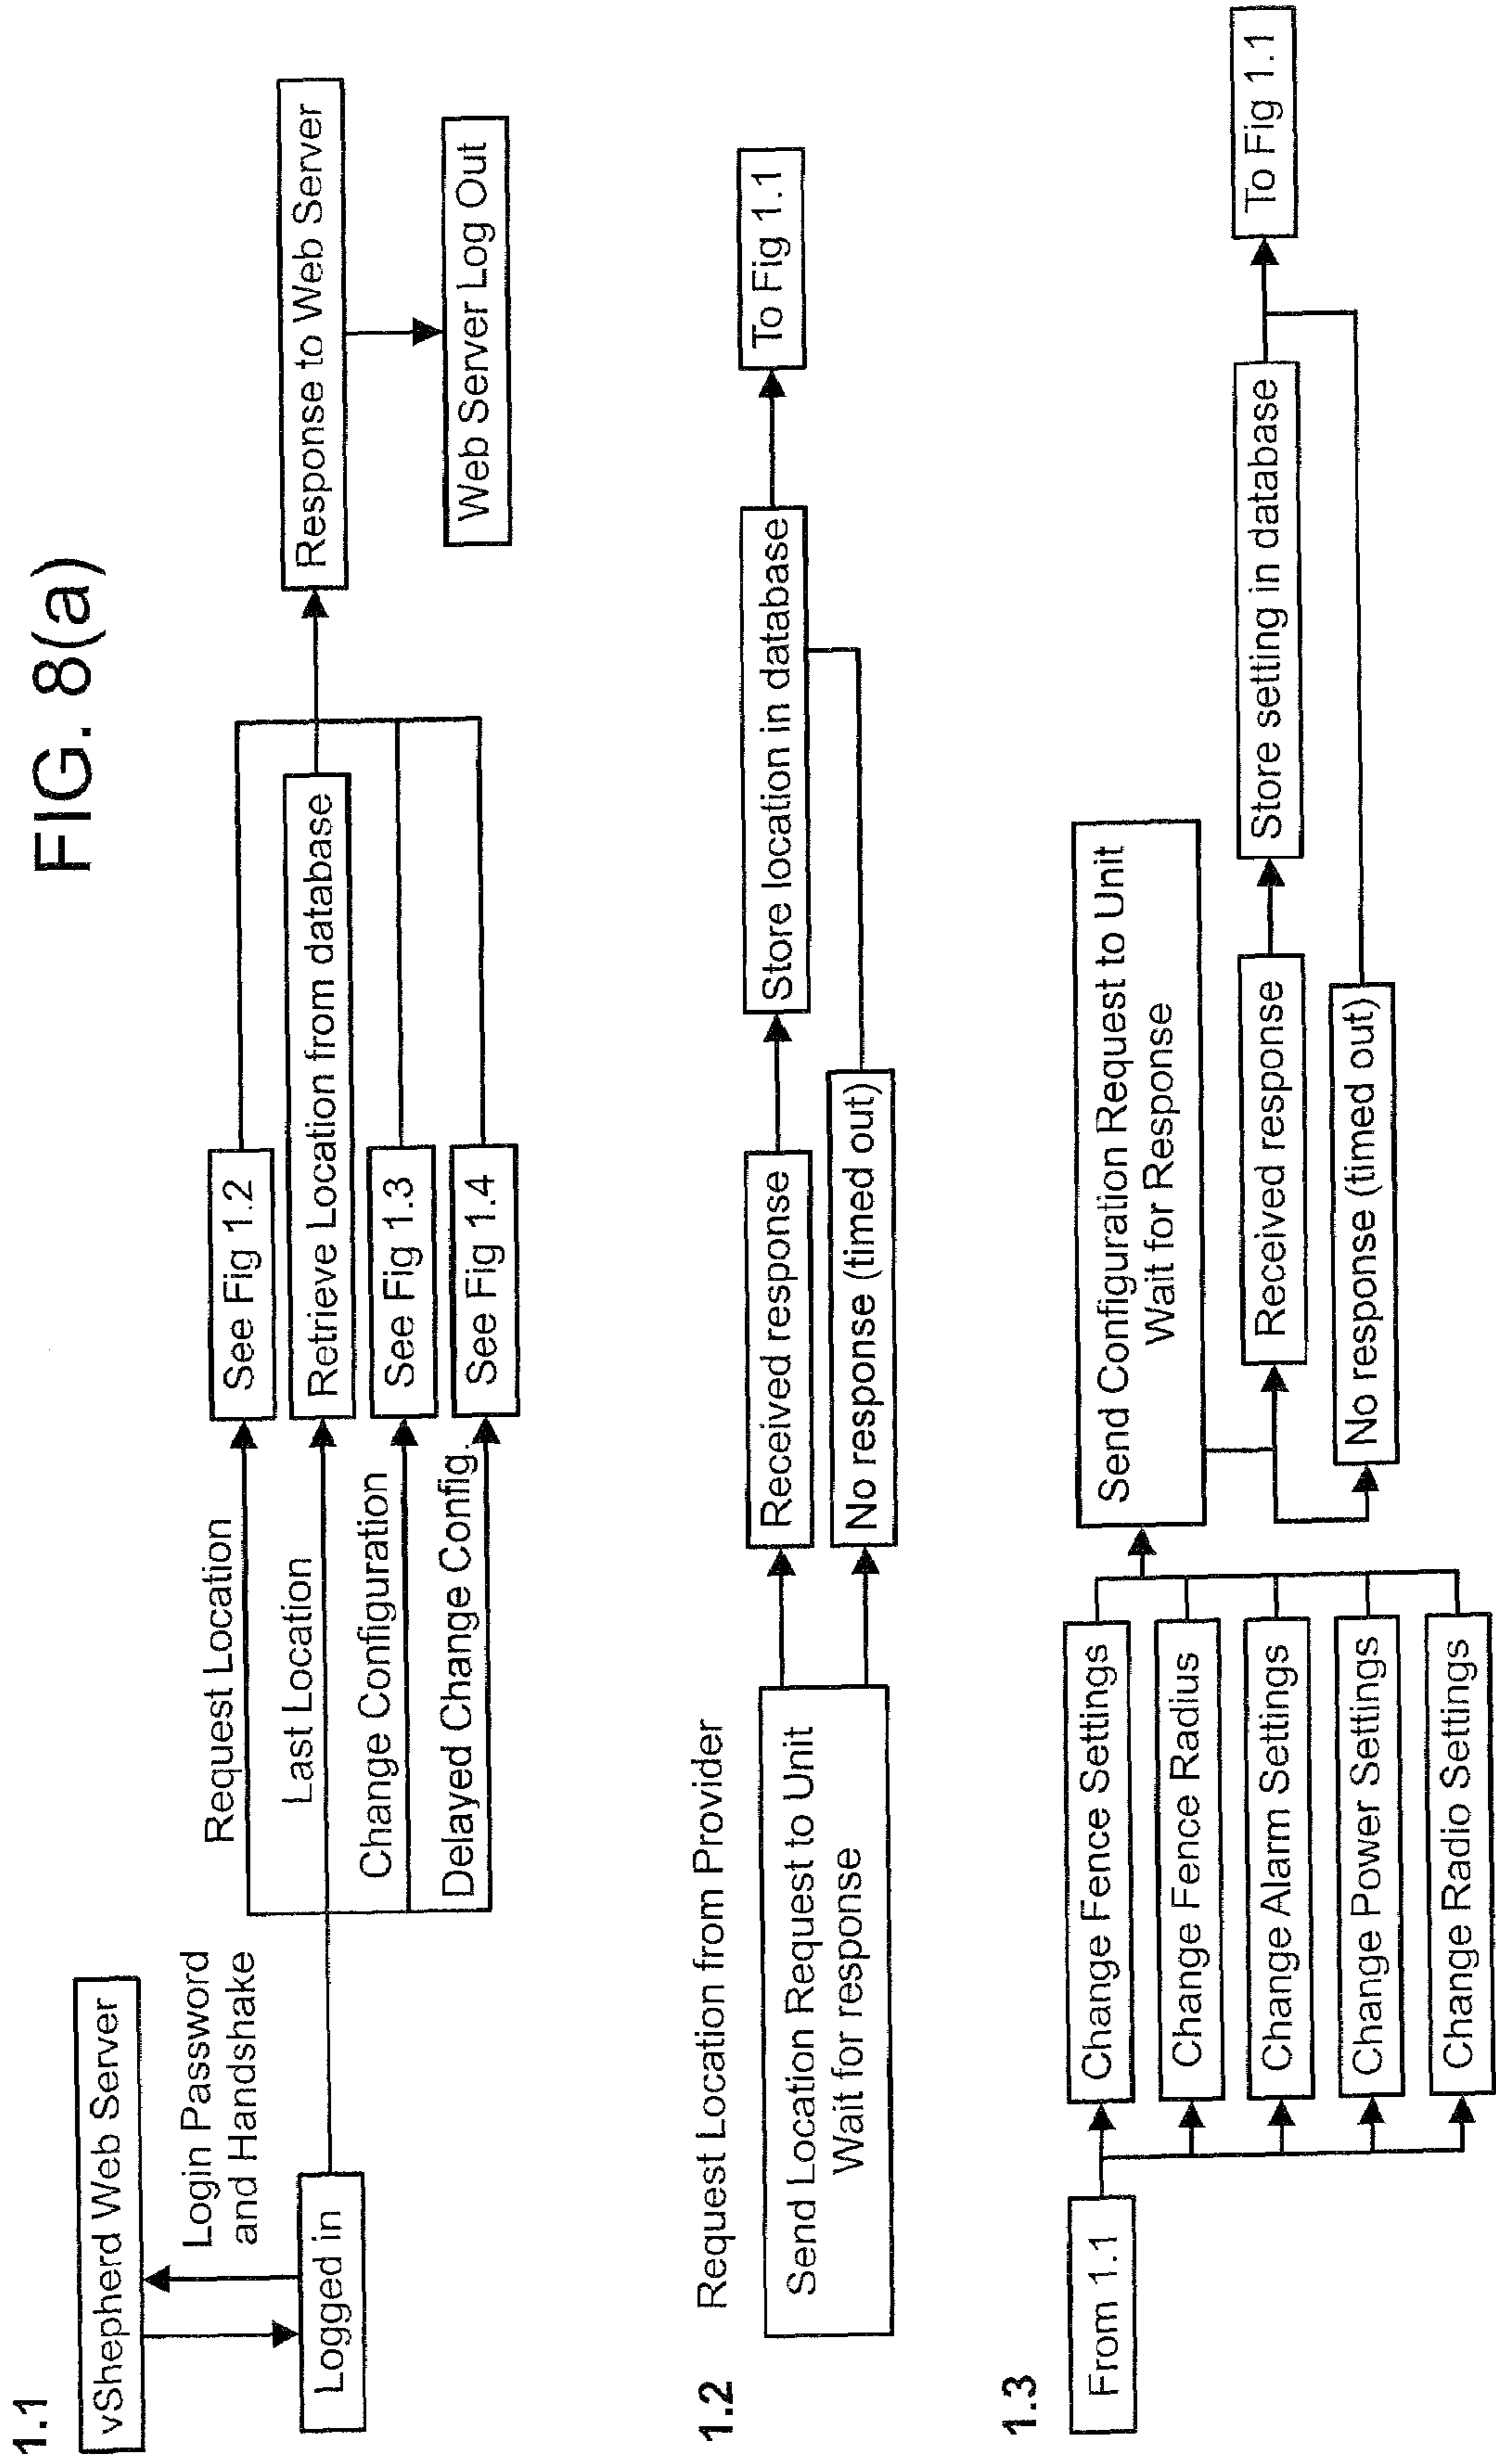 FIG. 8(a)
1.1
vShepherd Web Server
Login Password
and Handshake
Logged in
Request Location
Last Location
Change Configuration
Delayed Change Config.
See Fig 1.2
Retrieve Location from database
See Fig 1.3
See Fig 1.4
Response to Web Server
Web Server Log Out
1.2
Request Location from Provider
Send Location Request to Unit
Wait for response
Received response
No response (timed out)
Store location in database
To Fig 1.1
1.3
From 1.1
Change Fence Settings
Change Fence Radius
Change Alarm Settings
Change Power Settings
Change Radio Settings
Send Configuration Request to Unit
Wait for Response
Received response
No response (timed out)
Store setting in database
To Fig 1.1